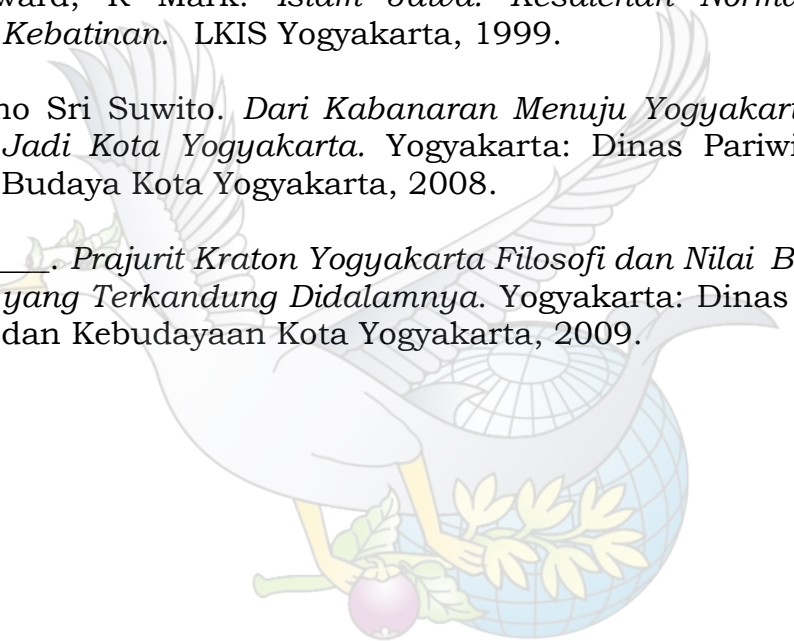 ward, R Mark. Islam Jawa: Kesalehan Norma
Kebatinan. LKIS Yogyakarta, 1999.
no Sri Suwito. Dari Kabanaran Menuju Yogyakart
Jadi Kota Yogyakarta. Yogyakarta: Dinas Pariwi
Budaya Kota Yogyakarta, 2008.
___. Prajurit Kraton Yogyakarta Filosofi dan Nilai B
yang Terkandung Didalamnya. Yogyakarta: Dinas
dan Kebudayaan Kota Yogyakarta, 2009.